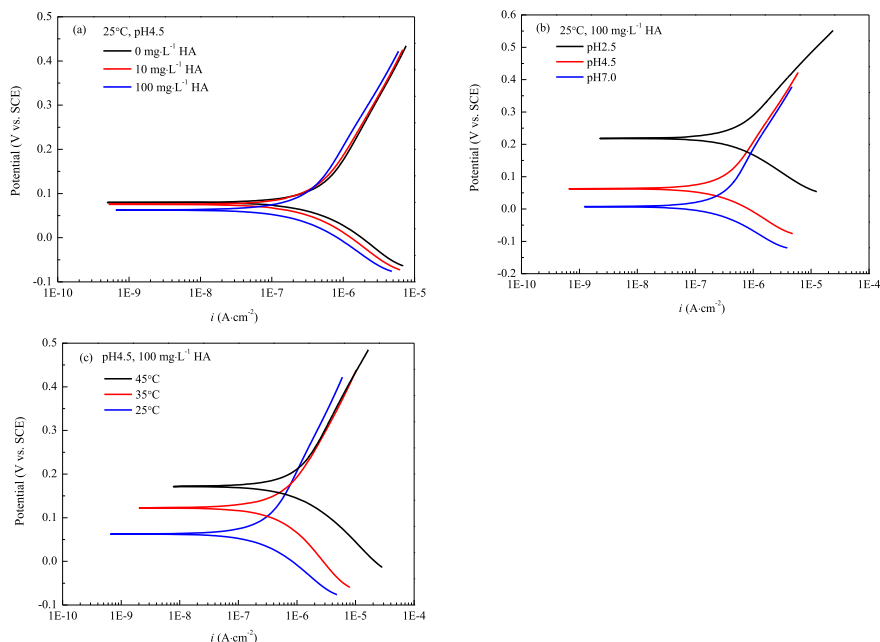 (a) 25°C, pH4.5
0 mg·L⁻¹ HA
10 mg·L⁻¹ HA
100 mg·L⁻¹ HA
Potential (V vs. SCE)
0.5
0.4
0.3
0.2
0.1
0.0
-0.1
1E-10 1E-9 1E-8 1E-7 1E-6 1E-5
i (A·cm⁻²)
(b) 25°C, 100 mg·L⁻¹ HA
pH2.5
pH4.5
pH7.0
Potential (V vs. SCE)
0.6
0.5
0.4
0.3
0.2
0.1
0.0
-0.1
-0.2
1E-10 1E-9 1E-8 1E-7 1E-6 1E-5 1E-4
i (A·cm⁻²)
(c) pH4.5, 100 mg·L⁻¹ HA
45°C
35°C
25°C
Potential (V vs. SCE)
0.5
0.4
0.3
0.2
0.1
0.0
-0.1
1E-10 1E-9 1E-8 1E-7 1E-6 1E-5 1E-4
i (A·cm⁻²)